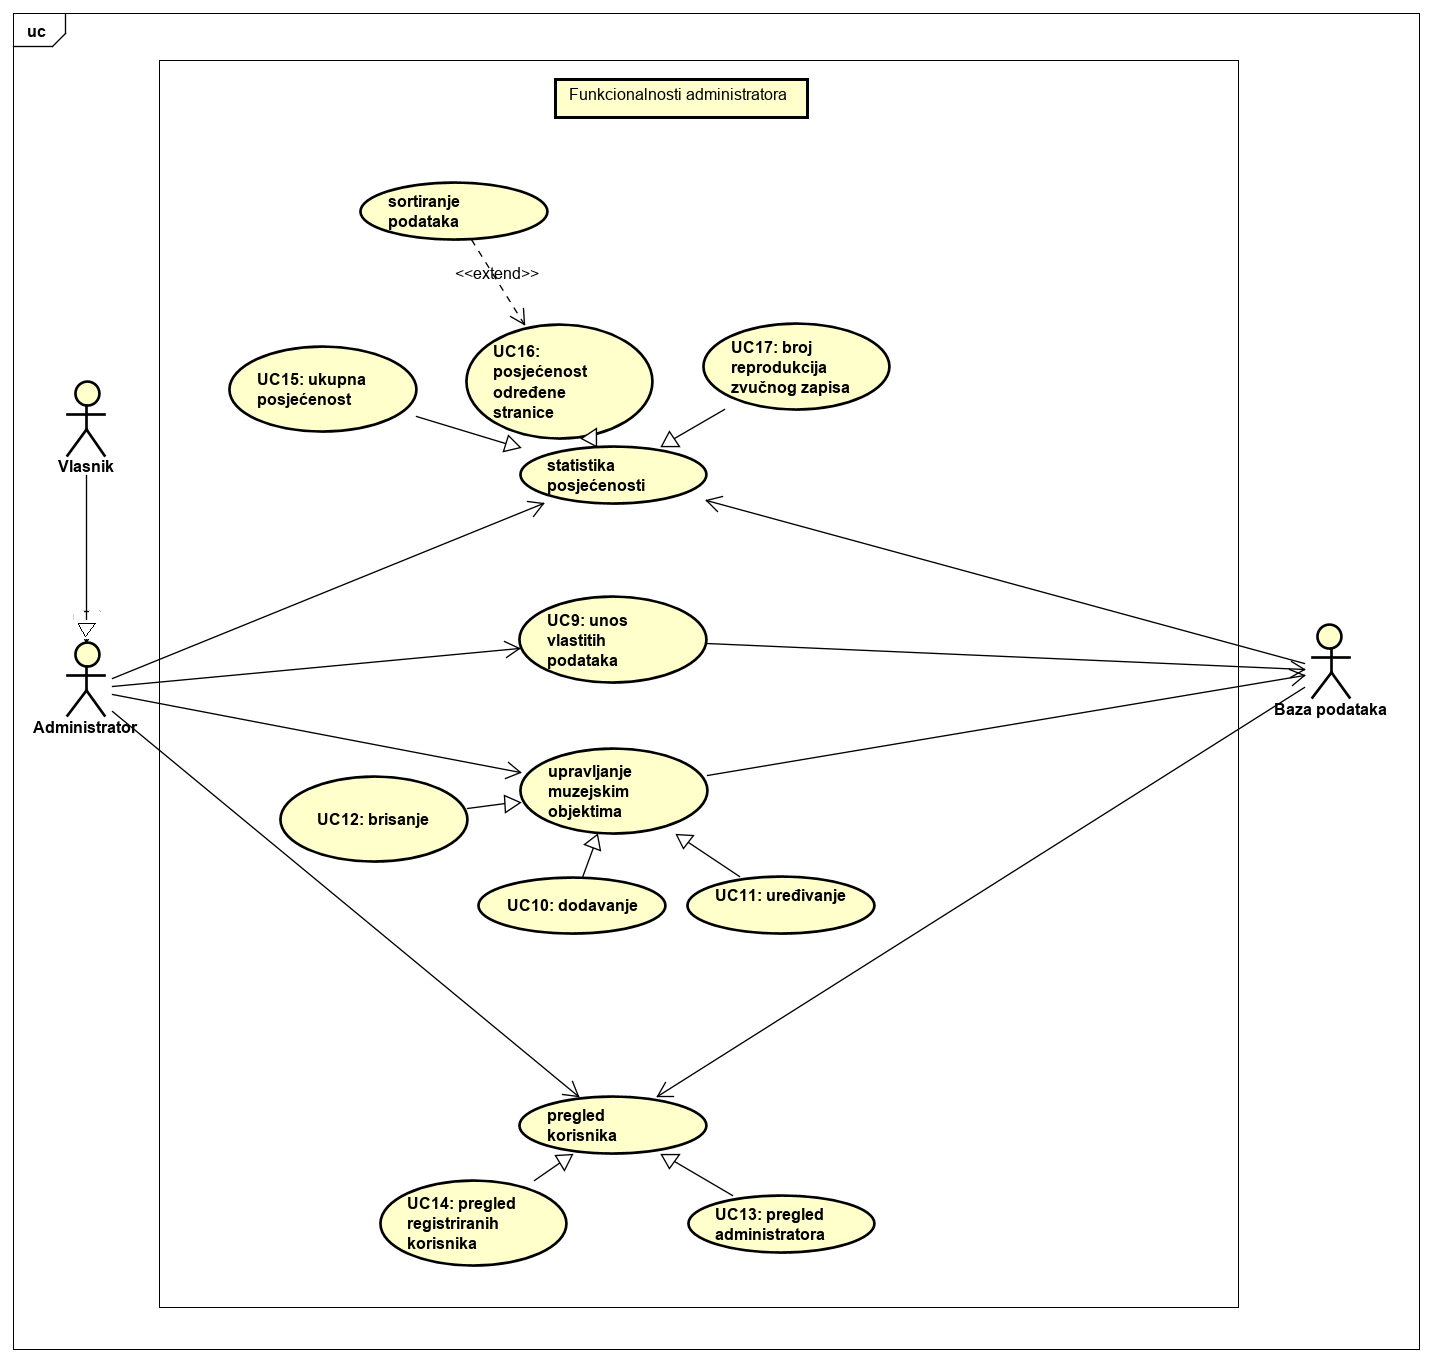 uc
Funkcionalnosti administratora
sortiranje
podataka
<<extend>>
UC15: ukupna
posjećenost
UC16:
posjećenost
određene
stranice
UC17: broj
reprodukcija
zvučnog zapisa
statistika
posjećenosti
Vlasnik
UC9: unos
vlastitih
podataka
Administrator
Baza podataka
upravljanje
muzejskim
objektima
UC12: brisanje
UC10: dodavanje
UC11: uređivanje
pregled
korisnika
UC14: pregled
registriranih
korisnika
UC13: pregled
administratora